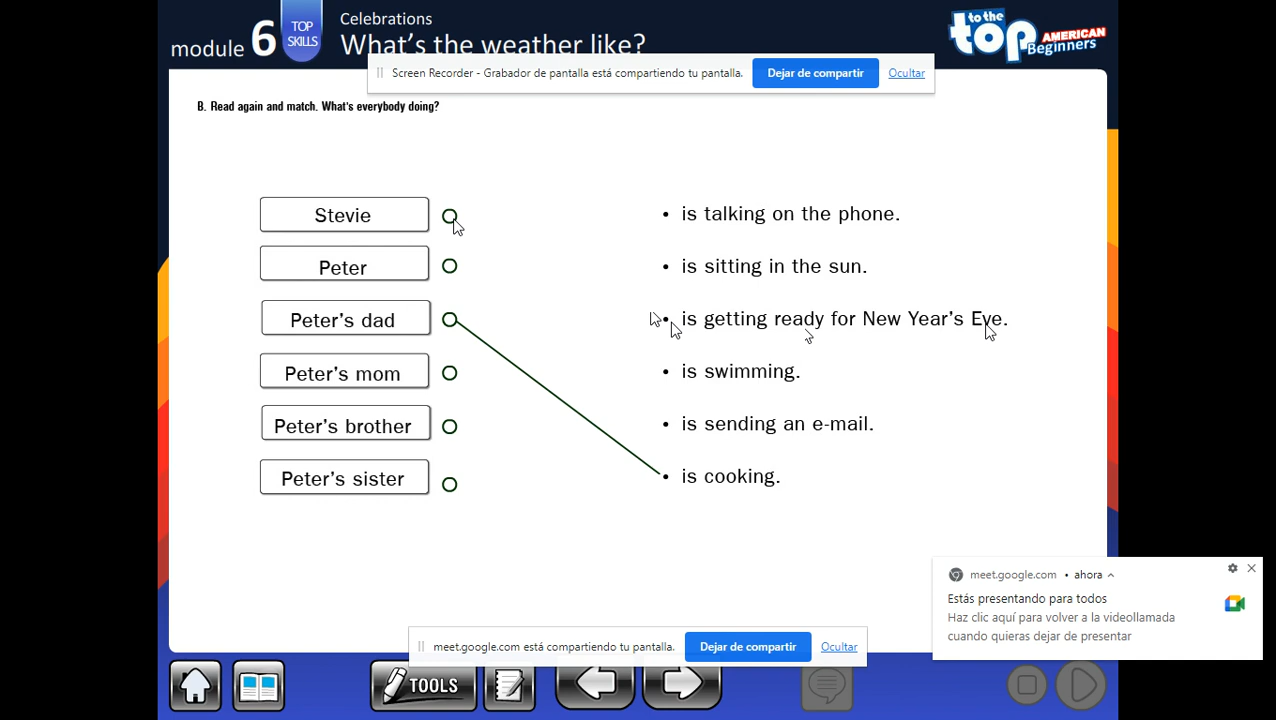 module 6
TOP
SKILLS
Celebrations
What's the weather like?
to the
top
AMERICAN
Beginners
Screen Recorder - Grabador de pantalla está compartiendo tu pantalla.
Dejar de compartir
Ocultar
B. Read again and match. What's everybody doing?
Stevie
• is talking on the phone.
Peter
• is sitting in the sun.
Peter's dad
• is getting ready for New Year's Eve.
Peter's mom
• is swimming.
Peter's brother
• is sending an e-mail.
Peter's sister
• is cooking.
meet.google.com • ahora
Estás presentando para todos
Haz clic aquí para volver a la videollamada
cuando quieras dejar de presentar
meet.google.com está compartiendo tu pantalla.
Dejar de compartir
Ocultar
TOOLS